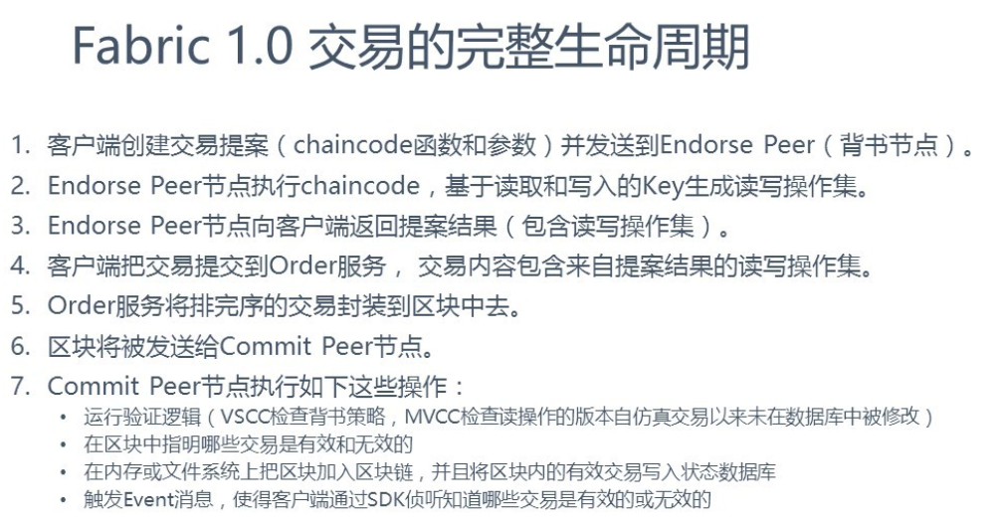 Fabric 1.0 交易的完整生命周期
1. 客户端创建交易提案（chaincode函数和参数）并发送到Endorse Peer（背书节点）。
2. Endorse Peer节点执行chaincode，基于读取和写入的Key生成读写操作集。
3. Endorse Peer节点向客户端返回提案结果（包含读写操作集）。
4. 客户端把交易提交到Order服务， 交易内容包含来自提案结果的读写操作集。
5. Order服务将排完序的交易封装到区块中去。
6. 区块将被发送给Commit Peer节点。
7. Commit Peer节点执行如下这些操作：
• 运行验证逻辑（VSCC检查背书策略，MVCC检查读操作的版本自仿真交易以来未在数据库中被修改）
• 在区块中指明哪些交易是有效和无效的
• 在内存或文件系统上把区块加入区块链，并且将区块内的有效交易写入状态数据库
• 触发Event消息，使得客户端通过SDK侦听知道哪些交易是有效的或无效的